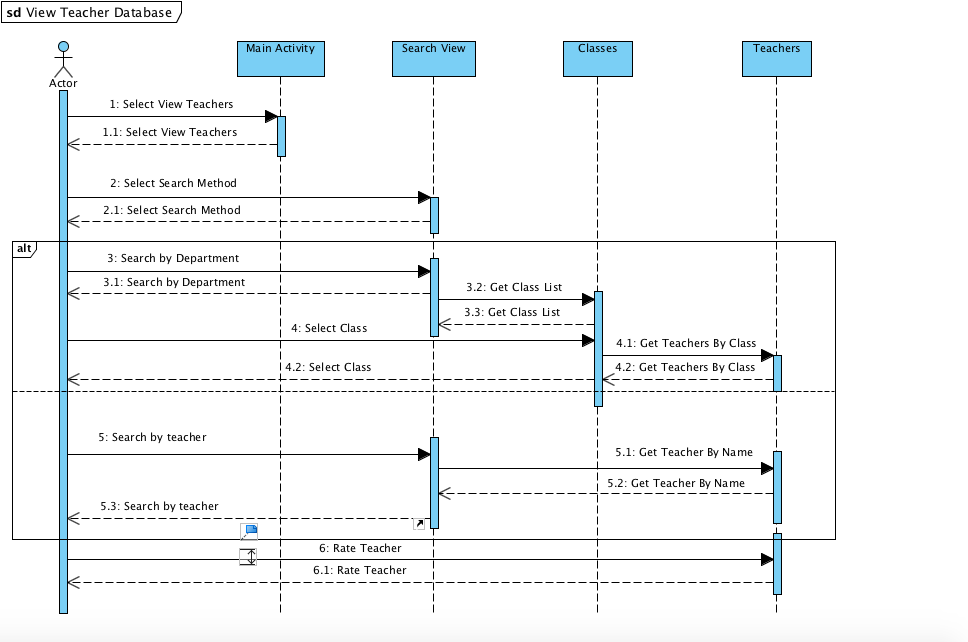 sd View Teacher Database
Main Activity
Search View
Classes
Teachers
Actor
1: Select View Teachers
1.1: Select View Teachers
2: Select Search Method
2.1: Select Search Method
alt
3: Search by Department
3.1: Search by Department
3.2: Get Class List
3.3: Get Class List
4: Select Class
4.1: Get Teachers By Class
4.2: Select Class
4.2: Get Teachers By Class
5: Search by teacher
5.1: Get Teacher By Name
5.2: Get Teacher By Name
5.3: Search by teacher
6: Rate Teacher
6.1: Rate Teacher